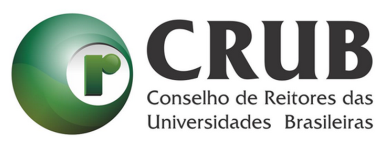 r
CRUB
Conselho de Reitores das
Universidades Brasileiras